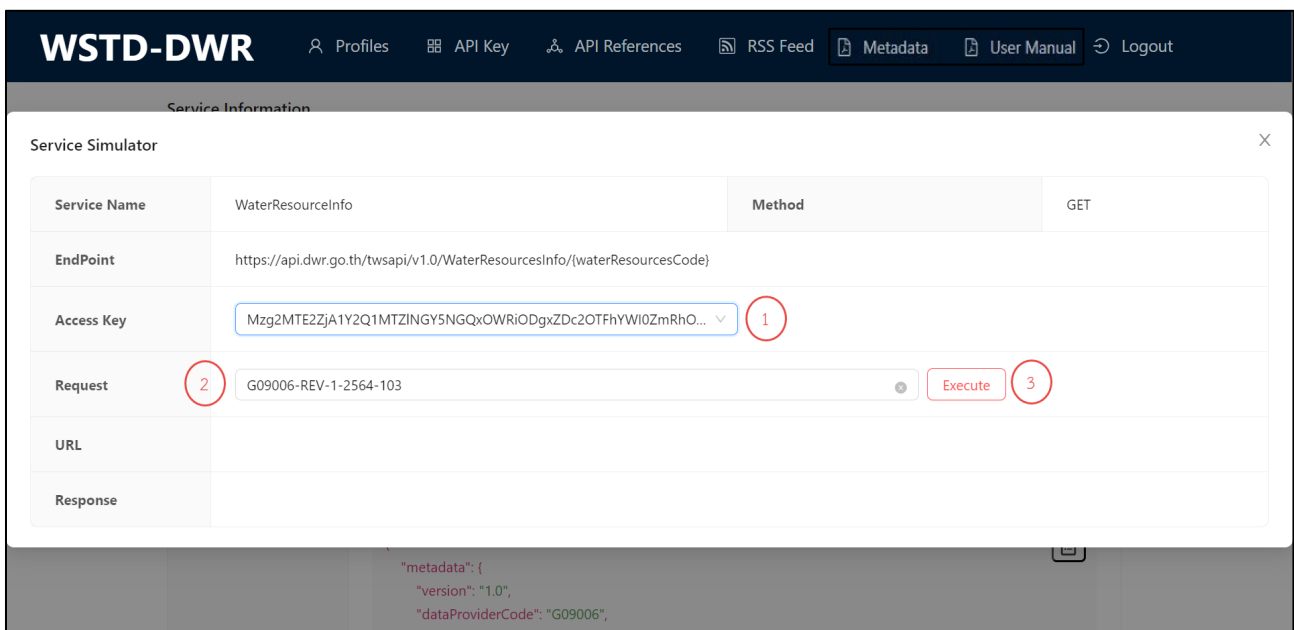 WSTD-DWR Profiles API Key API References RSS Feed Metadata User Manual Logout
Service Information
Service Simulator
Service Name WaterResourceInfo Method GET
EndPoint https://api.dwr.go.th/twsapi/v1.0/WaterResourcesInfo/{waterResourcesCode}
Access Key Mzg2MTE2ZjA1Y2Q1MTZlNGY5NGQxOWRiODgxZDc2OTFhYWI0ZmRhO... 1
Request 2 G09006-REV-1-2564-103 Execute 3
URL
Response
"metadata": {
"version": "1.0",
"dataProviderCode": "G09006",